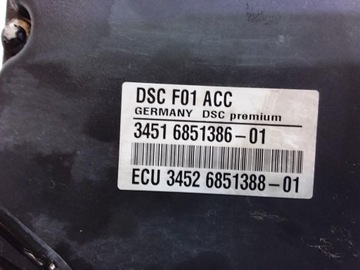 DSC F01 ACC
GERMANY DSC premium
3451 6851386-01
ECU 3452 6851388-01